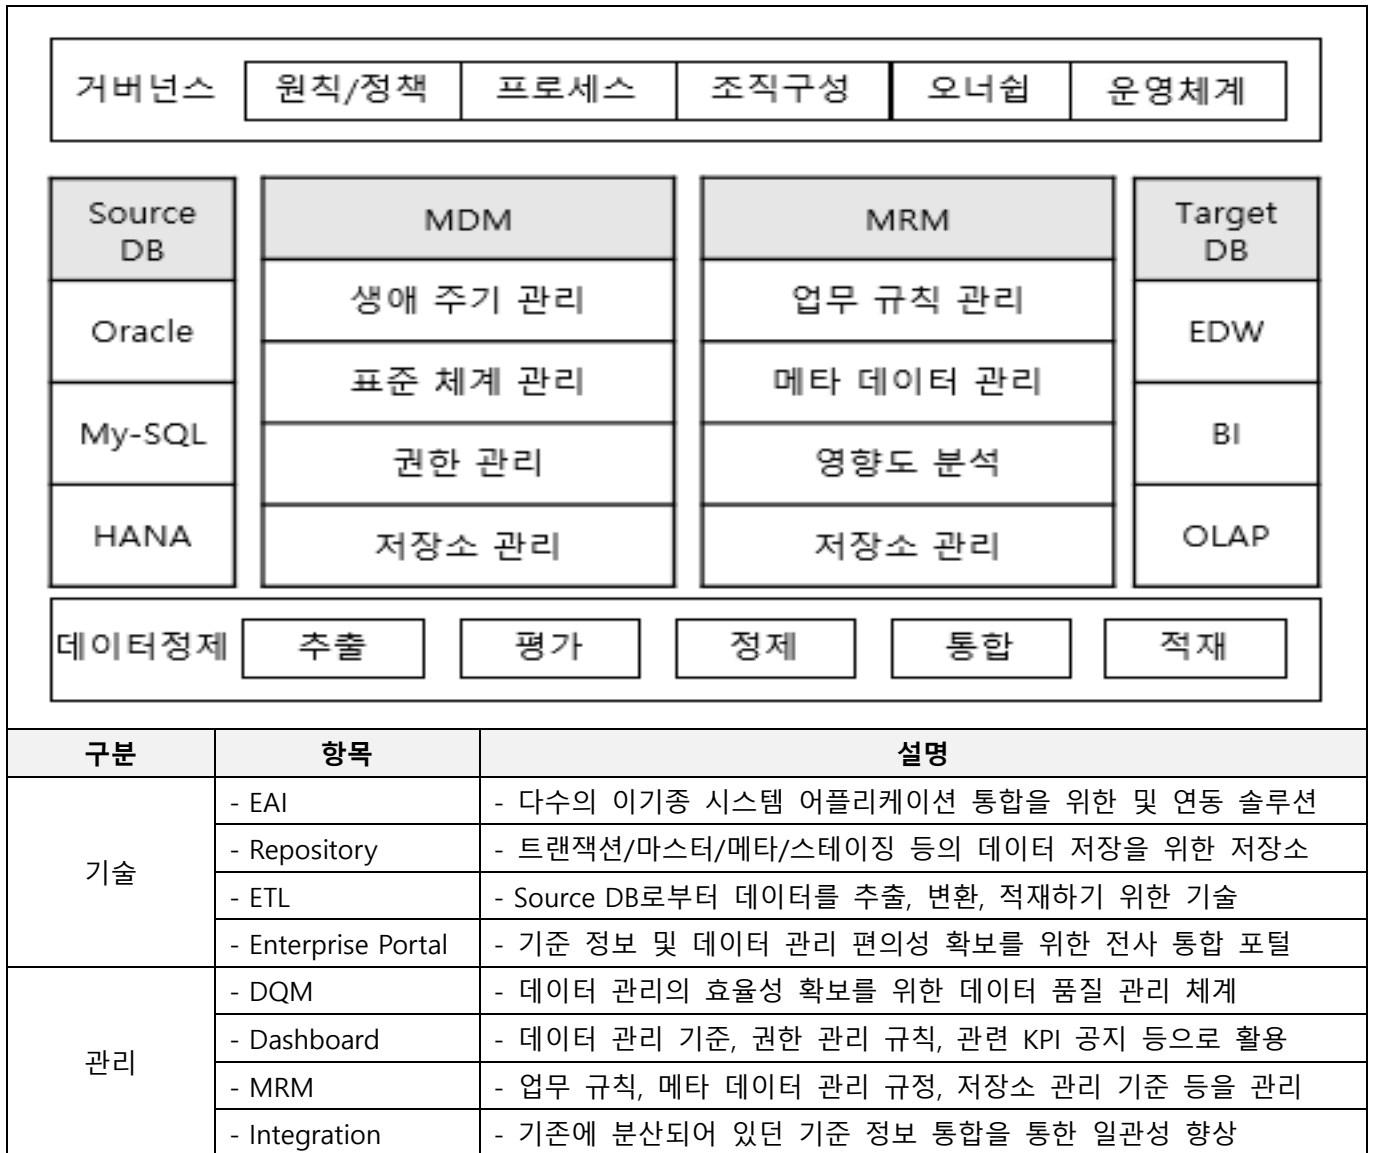 거버넌스 원칙/정책 프로세스 조직구성 오너쉽 운영체계
Source
DB
Oracle
My-SQL
HANA
MDM
생애 주기 관리
표준 체계 관리
권한 관리
저장소 관리
MRM
업무 규칙 관리
메타 데이터 관리
영향도 분석
저장소 관리
Target
DB
EDW
BI
OLAP
데이터정제 추출 평가 정제 통합 적재
구분 항목 설명
기술
- EAI - 다수의 이기종 시스템 어플리케이션 통합을 위한 및 연동 솔루션
- Repository - 트랜잭션/마스터/메타/스테이징 등의 데이터 저장을 위한 저장소
- ETL - Source DB로부터 데이터를 추출, 변환, 적재하기 위한 기술
- Enterprise Portal - 기준 정보 및 데이터 관리 편의성 확보를 위한 전사 통합 포털
관리
- DQM - 데이터 관리의 효율성 확보를 위한 데이터 품질 관리 체계
- Dashboard - 데이터 관리 기준, 권한 관리 규칙, 관련 KPI 공지 등으로 활용
- MRM - 업무 규칙, 메타 데이터 관리 규정, 저장소 관리 기준 등을 관리
- Integration - 기존에 분산되어 있던 기준 정보 통합을 통한 일관성 향상